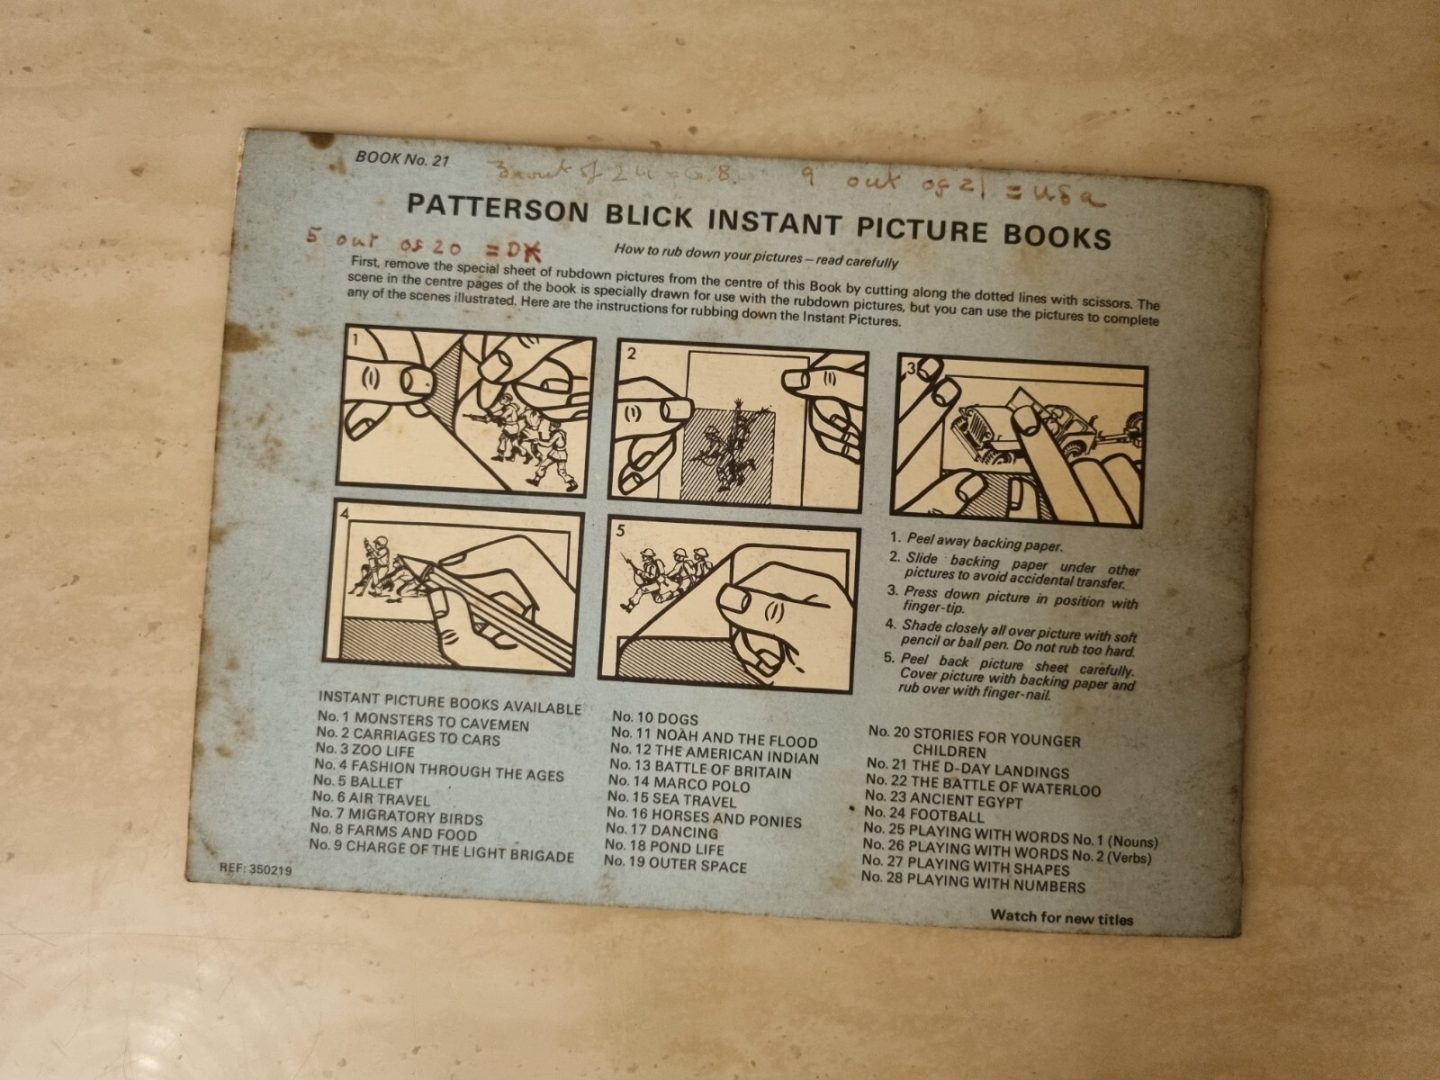 BOOK No. 21
3 out of 24 = G.B.
9 out of 21 = USa
PATTERSON BLICK INSTANT PICTURE BOOKS
5 out of 20 = DK
How to rub down your pictures – read carefully
First, remove the special sheet of rubdown pictures from the centre of this Book by cutting along the dotted lines with scissors. The
scene in the centre pages of the book is specially drawn for use with the rubdown pictures, but you can use the pictures to complete
any of the scenes illustrated. Here are the instructions for rubbing down the Instant Pictures.
1
2
3
4
5
1. Peel away backing paper.
2. Slide backing paper under other
pictures to avoid accidental transfer.
3. Press down picture in position with
finger-tip.
4. Shade closely all over picture with soft
pencil or ball pen. Do not rub too hard.
5. Peel back picture sheet carefully.
Cover picture with backing paper and
rub over with finger-nail.
INSTANT PICTURE BOOKS AVAILABLE
No. 1 MONSTERS TO CAVEMEN
No. 2 CARRIAGES TO CARS
No. 3 ZOO LIFE
No. 4 FASHION THROUGH THE AGES
No. 5 BALLET
No. 6 AIR TRAVEL
No. 7 MIGRATORY BIRDS
No. 8 FARMS AND FOOD
No. 9 CHARGE OF THE LIGHT BRIGADE
No. 10 DOGS
No. 11 NOAH AND THE FLOOD
No. 12 THE AMERICAN INDIAN
No. 13 BATTLE OF BRITAIN
No. 14 MARCO POLO
No. 15 SEA TRAVEL
No. 16 HORSES AND PONIES
No. 17 DANCING
No. 18 POND LIFE
No. 19 OUTER SPACE
No. 20 STORIES FOR YOUNGER
CHILDREN
No. 21 THE D-DAY LANDINGS
No. 22 THE BATTLE OF WATERLOO
No. 23 ANCIENT EGYPT
No. 24 FOOTBALL
No. 25 PLAYING WITH WORDS No. 1 (Nouns)
No. 26 PLAYING WITH WORDS No. 2 (Verbs)
No. 27 PLAYING WITH SHAPES
No. 28 PLAYING WITH NUMBERS
REF: 350219
Watch for new titles